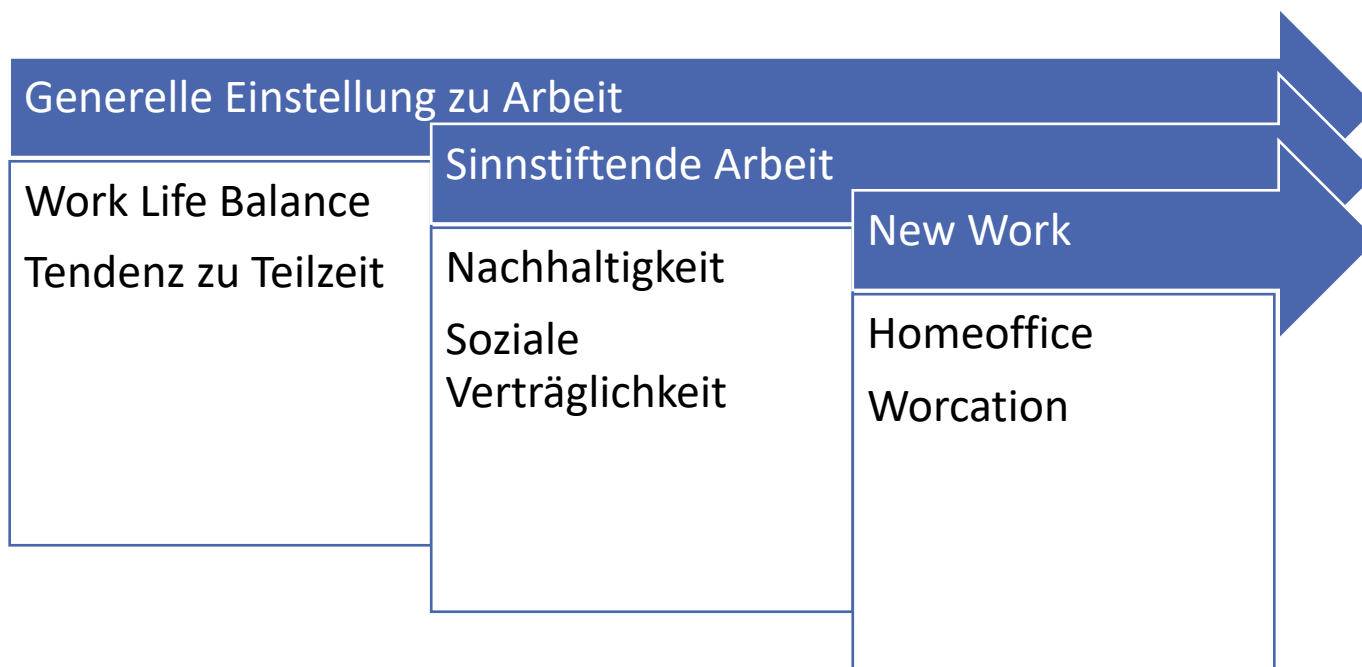 Generelle Einstellung zu Arbeit
Work Life Balance
Tendenz zu Teilzeit
Sinnstiftende Arbeit
Nachhaltigkeit
Soziale
Verträglichkeit
New Work
Homeoffice
Worcation